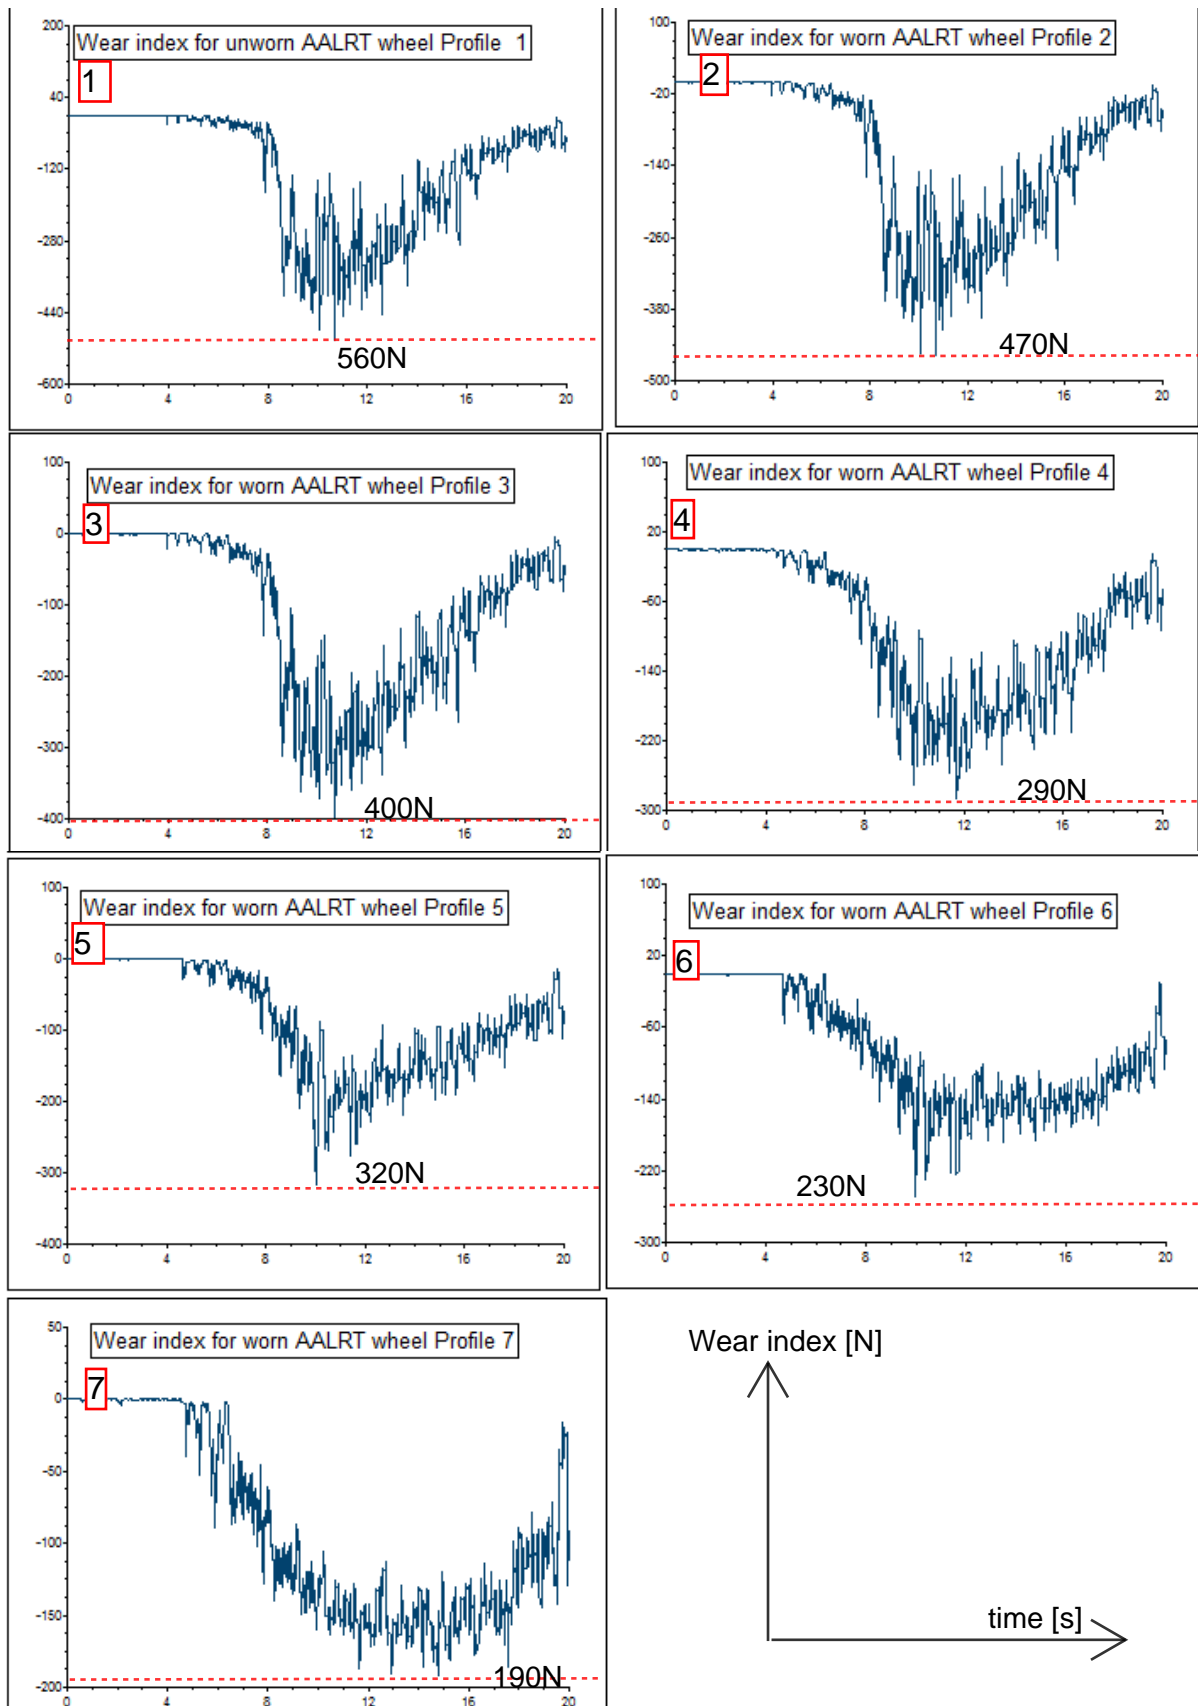 200
Wear index for unworn AALRT wheel Profile 1
1
40
-120
-280
-440
560N
-600
0 4 8 12 16 20
100
Wear index for worn AALRT wheel Profile 2
2
-20
-140
-260
-380
470N
-500
0 4 8 12 16 20
100
Wear index for worn AALRT wheel Profile 3
3
0
-100
-200
-300
400N
-400
0 4 8 12 16 20
100
Wear index for worn AALRT wheel Profile 4
4
20
-60
-140
-220
290N
-300
0 4 8 12 16 20
100
Wear index for worn AALRT wheel Profile 5
5
0
-100
-200
-300
320N
-400
0 4 8 12 16 20
100
Wear index for worn AALRT wheel Profile 6
6
20
-60
-140
-220
230N
-300
0 4 8 12 16 20
50
Wear index for worn AALRT wheel Profile 7
7
0
-50
-100
-150
190N
-200
0 4 8 12 16 20
Wear index [N]
time [s]